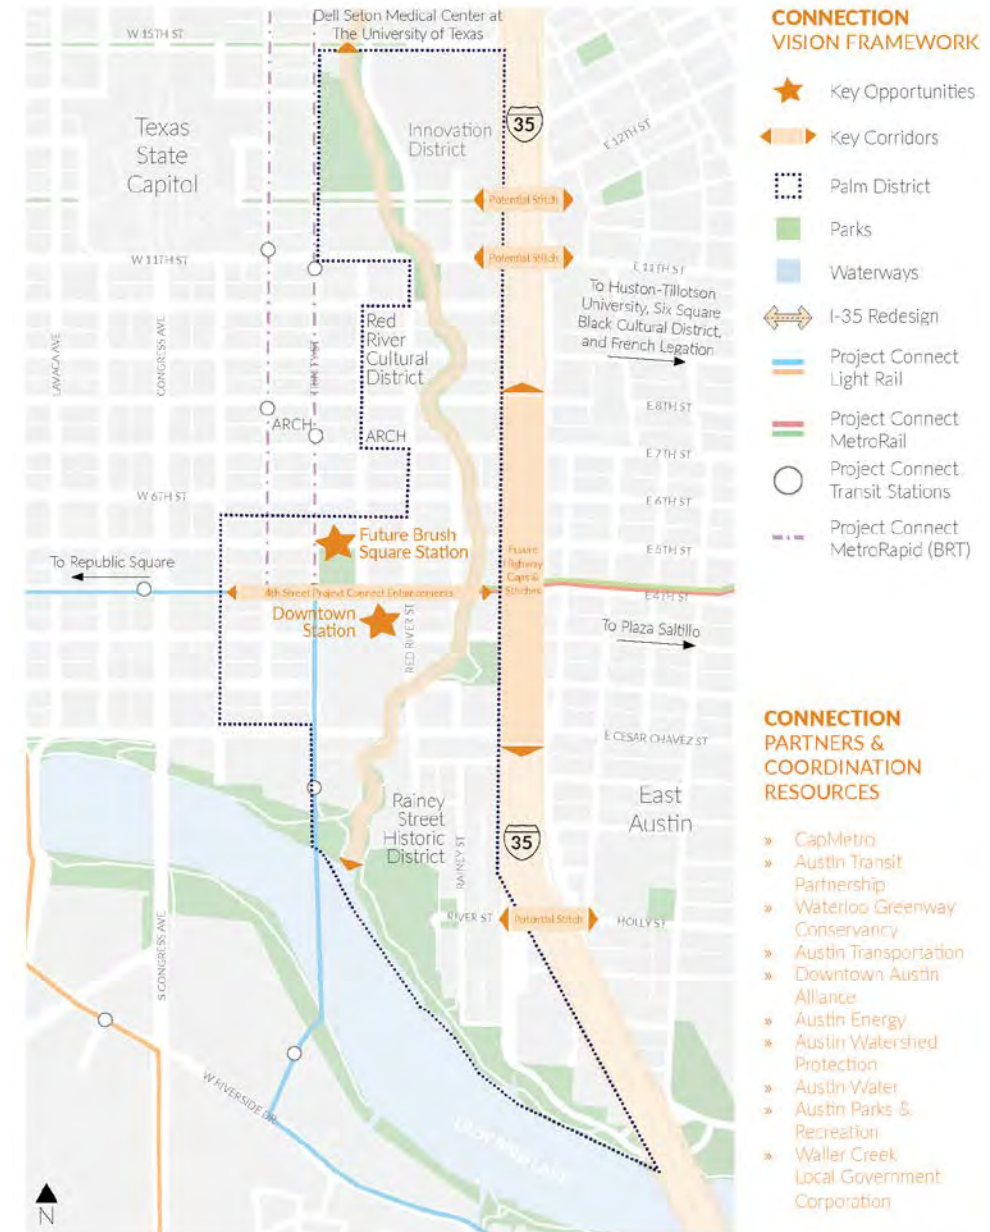 Dell Seton Medical Center at
The University of Texas
W 15TH ST
Texas
State
Capitol
Innovation
District
35
E 12TH ST
Potential Stitch
Potential Stitch
W 11TH ST
E 11TH ST
To Huston-Tillotson
University, Six Square
Black Cultural District,
and French Legation
LAVACA AVE
CONGRESS AVE
Red
River
Cultural
District
ARCH
ARCH
E 8TH ST
E 7TH ST
W 6TH ST
E 6TH ST
Future Brush
Square Station
Future
Highway
Caps &
Stitches
E 5TH ST
To Republic Square
4th Street Project Connect Enhancements
E 4TH ST
Downtown
Station
RED RIVER ST
To Plaza Saltillo
E CESAR CHAVEZ ST
Rainey
Street
Historic
District
East
Austin
35
RAINEY ST
RIVER ST
Potential Stitch
HOLLY ST
S CONGRESS AVE
W RIVERSIDE DR
LADY BIRD LAKE
N
CONNECTION
VISION FRAMEWORK
Key Opportunities
Key Corridors
Palm District
Parks
Waterways
I-35 Redesign
Project Connect
Light Rail
Project Connect
MetroRail
Project Connect
Transit Stations
Project Connect
MetroRapid (BRT)
CONNECTION
PARTNERS &
COORDINATION
RESOURCES
» CapMetro
» Austin Transit
Partnership
» Waterloo Greenway
Conservancy
» Austin Transportation
» Downtown Austin
Alliance
» Austin Energy
» Austin Watershed
Protection
» Austin Water
» Austin Parks &
Recreation
» Waller Creek
Local Government
Corporation